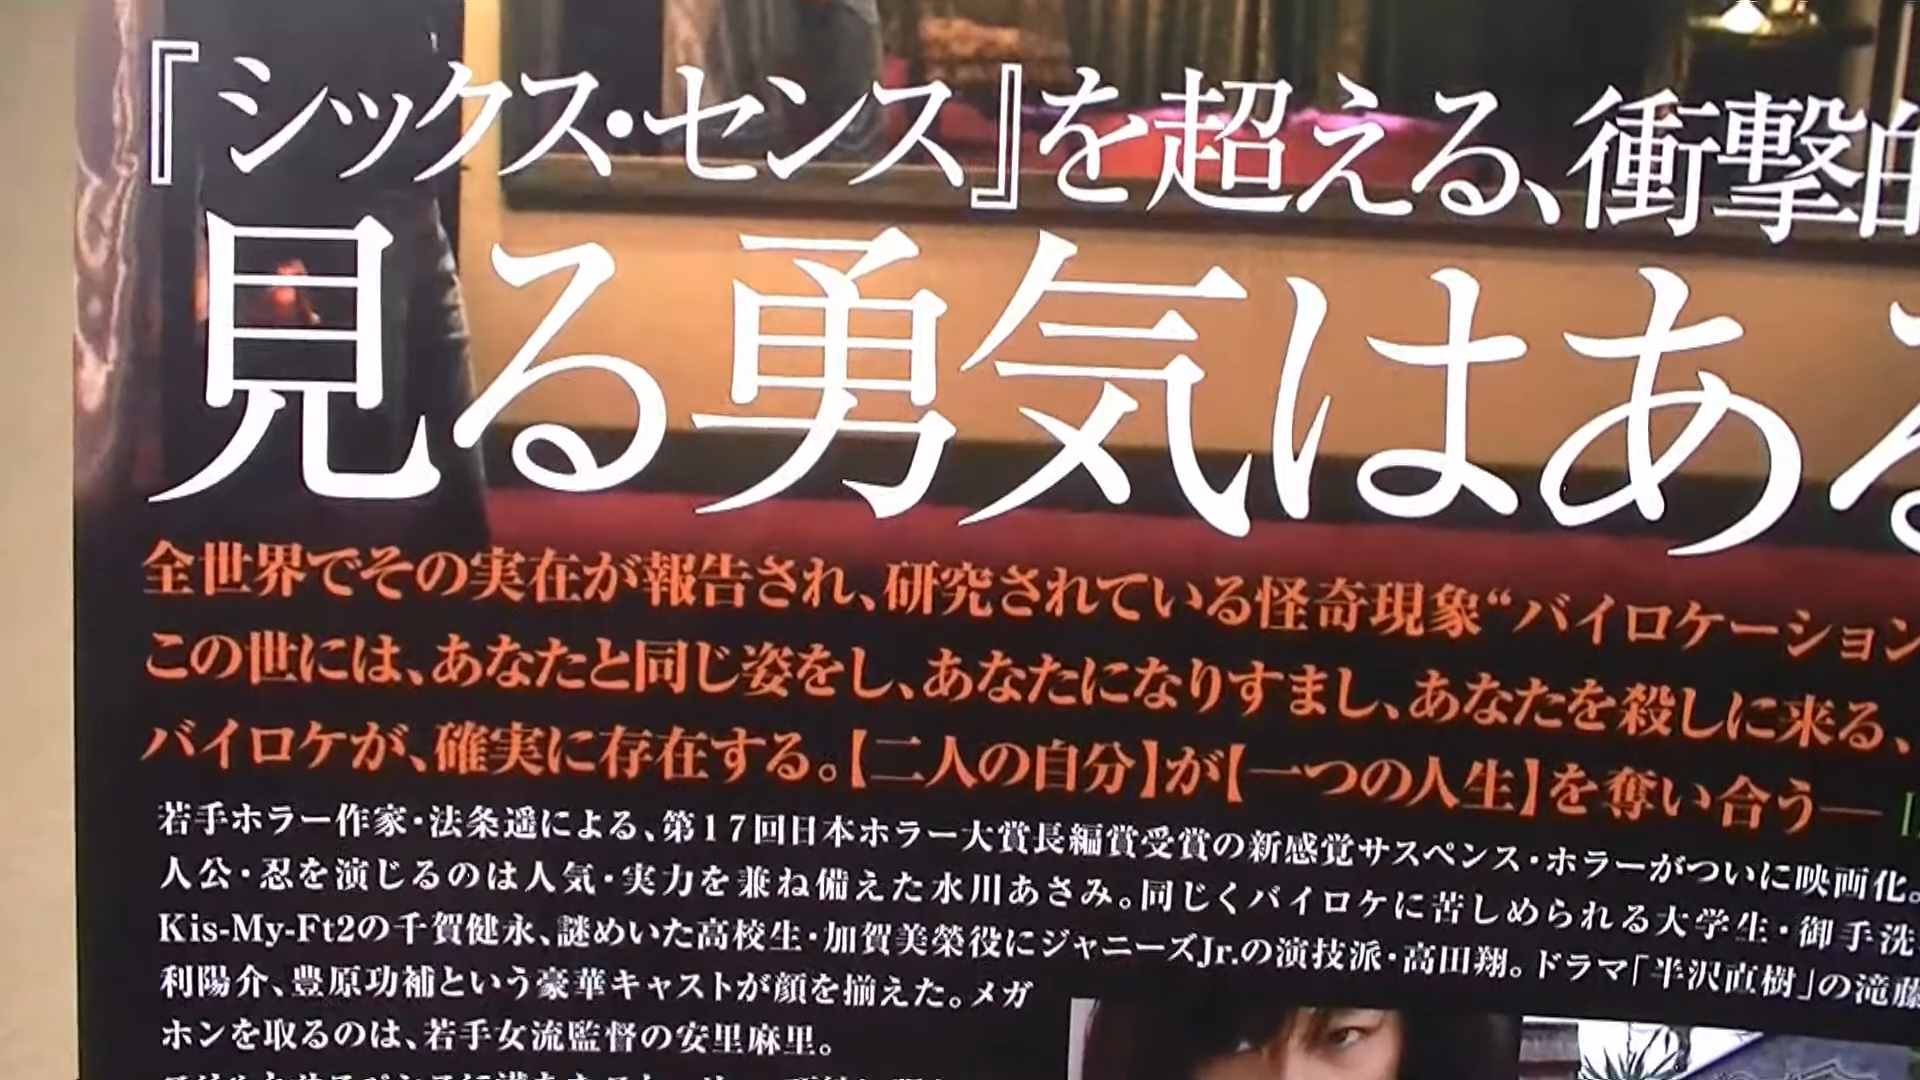 『シックス・センス』を超える、衝撃的
見る勇気はある
全世界でその実在が報告され、研究されている怪奇現象“バイロケーション
この世には、あなたと同じ姿をし、あなたになりすまし、あなたを殺しに来る、
バイロケが、確実に存在する。【二人の自分】が【一つの人生】を奪い合う―
若手ホラー作家・法条遥による、第17回日本ホラー大賞長編賞受賞の新感覚サスペンス・ホラーがついに映画化。
人公・忍を演じるのは人気・実力を兼ね備えた水川あさみ。同じくバイロケに苦しめられる大学生・御手洗
Kis-My-Ft2の千賀健永、謎めいた高校生・加賀美榮役にジャニーズJr.の演技派・高田翔。ドラマ「半沢直樹」の滝藤
利陽介、豊原功補という豪華キャストが顔を揃えた。メガ
ホンを取るのは、若手女流監督の安里麻里。